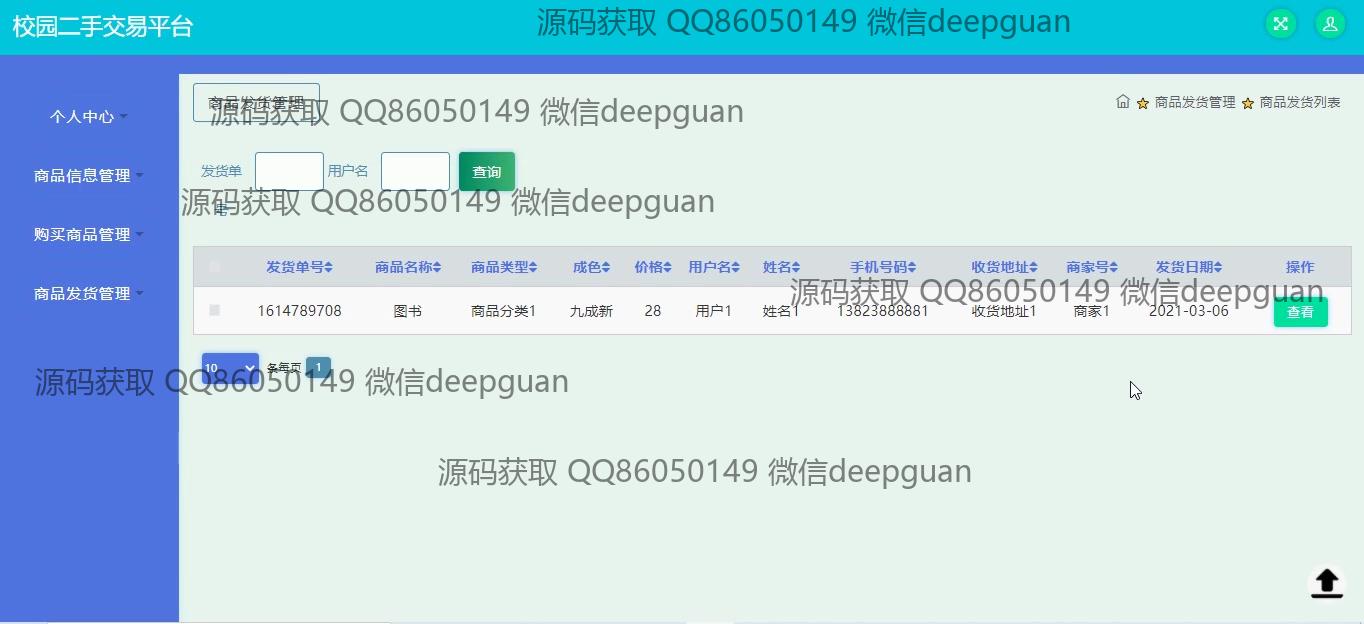 校园二手交易平台
源码获取 QQ86050149 微信deepguan
个人中心
商品信息管理
购买商品管理
商品发货管理
商品发货管理
源码获取 QQ86050149 微信deepguan
商品发货管理 商品发货列表
发货单号 用户名 查询
源码获取 QQ86050149 微信deepguan
发货单号 商品名称 商品类型 成色 价格 用户名 姓名 手机号码 收货地址 商家号 发货日期 操作
源码获取 QQ86050149 微信deepguan
1614789708 图书 商品分类1 九成新 28 用户1 姓名1 13823888881 收货地址1 商家1 2021-03-06 查看
10 条每页 1
源码获取 QQ86050149 微信deepguan
源码获取 QQ86050149 微信deepguan